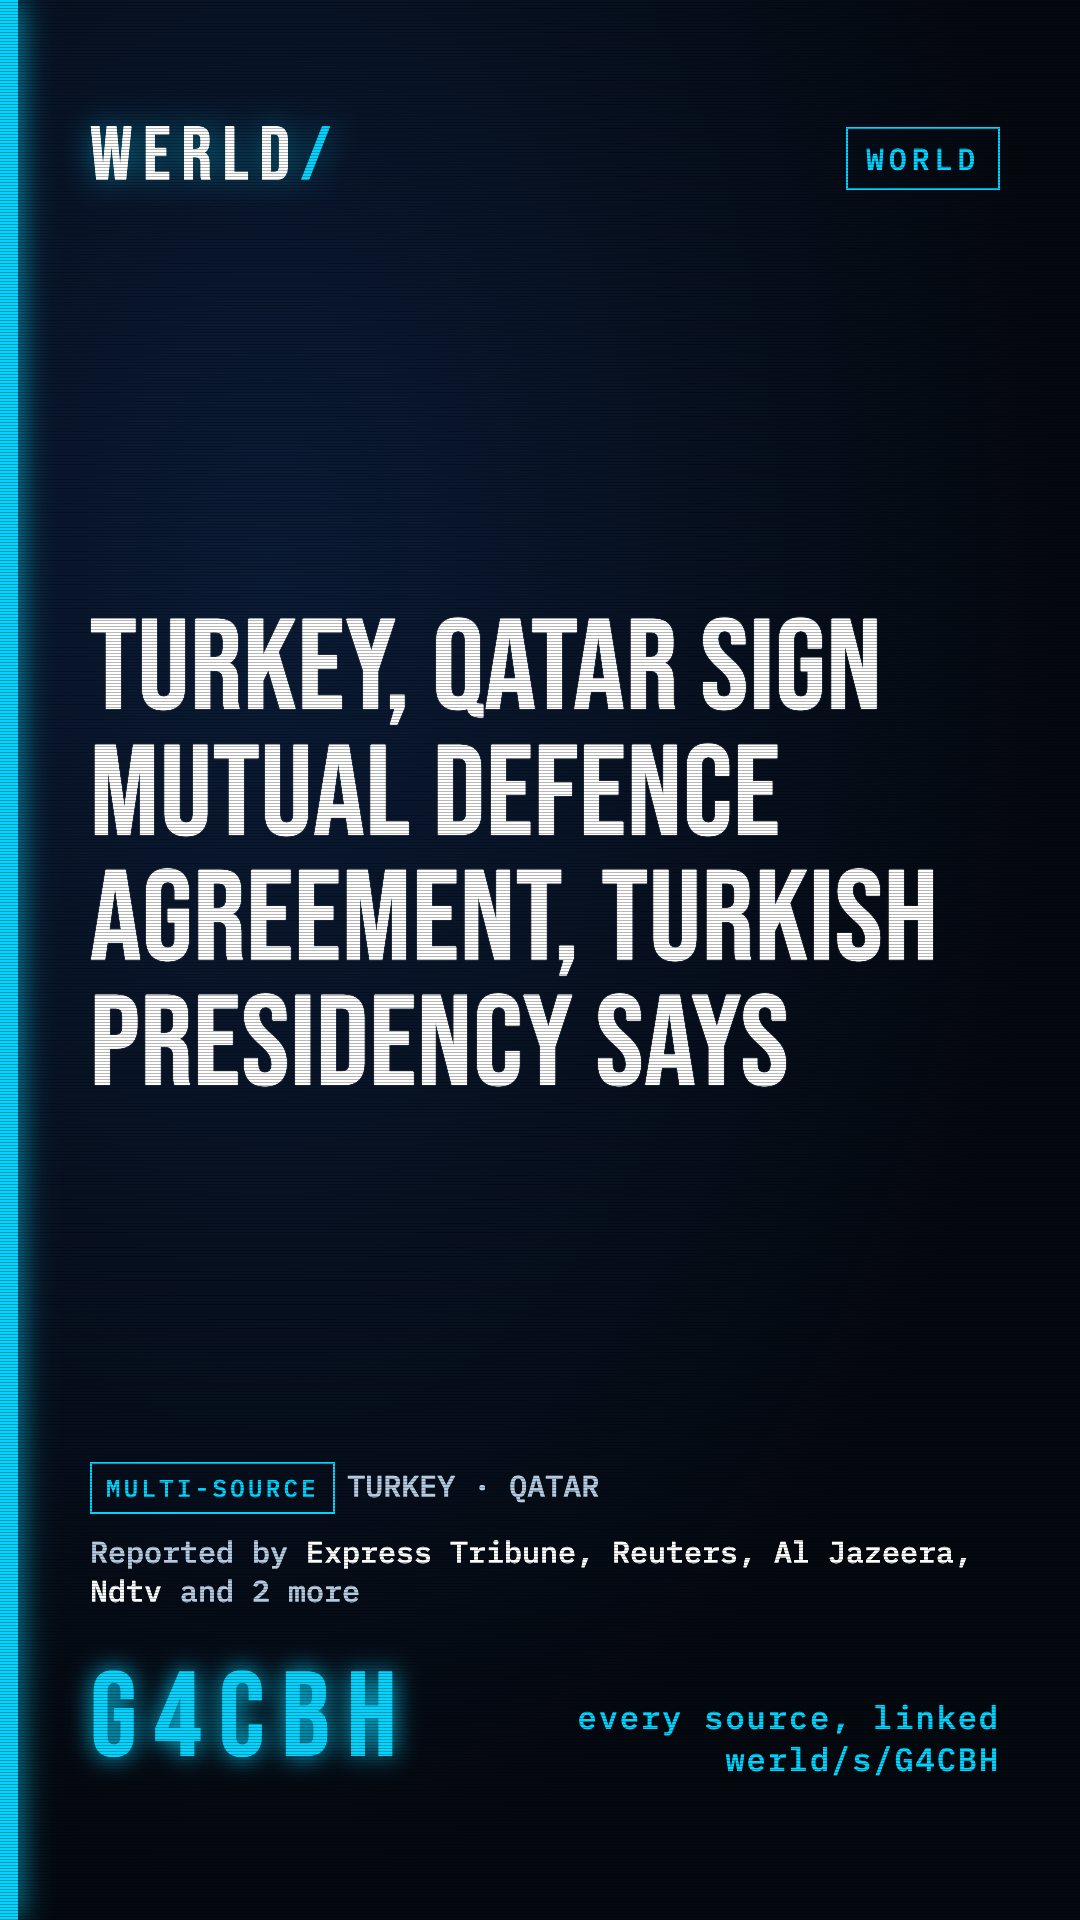 WERLD/
WORLD
TURKEY, QATAR SIGN
MUTUAL DEFENCE
AGREEMENT, TURKISH
PRESIDENCY SAYS
MULTI-SOURCE TURKEY · QATAR
Reported by Express Tribune, Reuters, Al Jazeera,
Ndtv and 2 more
G4CBH
every source, linked
werld/s/G4CBH